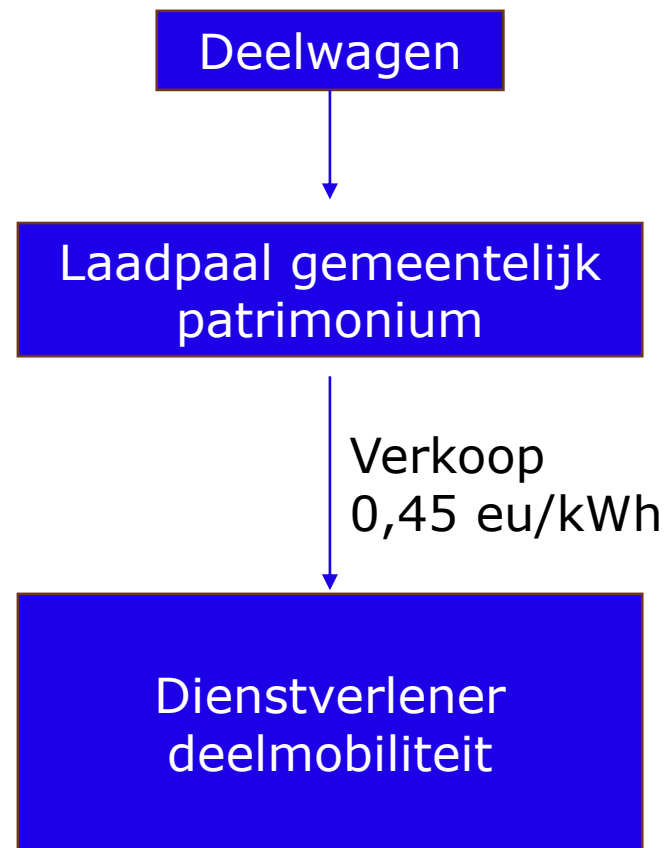 Deelwagen
Laadpaal gemeentelijk
patrimonium
Verkoop
0,45 eu/kWh
Dienstverlener
deelmobiliteit